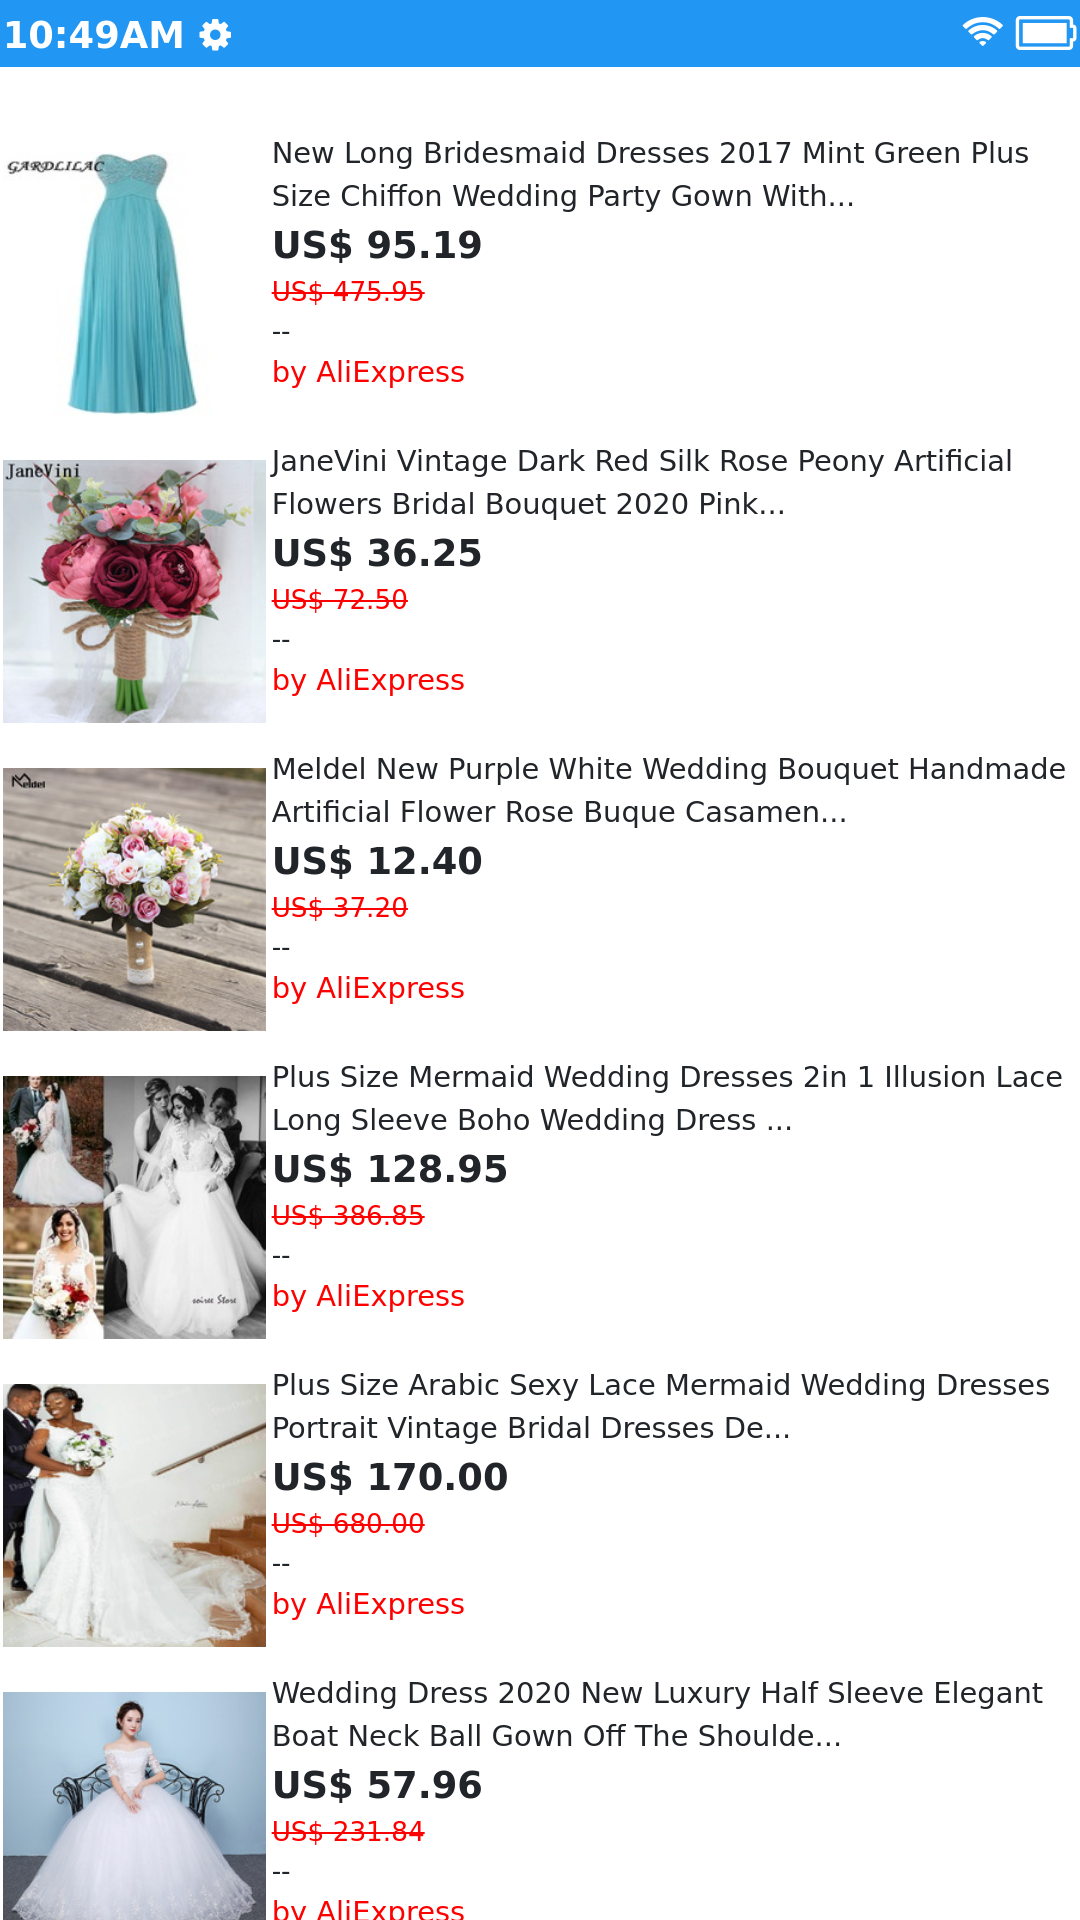 10:49AM
GARDLILAC
New Long Bridesmaid Dresses 2017 Mint Green Plus
Size Chiffon Wedding Party Gown With...
US$ 95.19
US$ 475.95
--
by AliExpress
JaneVini
JaneVini Vintage Dark Red Silk Rose Peony Artificial
Flowers Bridal Bouquet 2020 Pink...
US$ 36.25
US$ 72.50
--
by AliExpress
Meldel
Meldel New Purple White Wedding Bouquet Handmade
Artificial Flower Rose Buque Casamen...
US$ 12.40
US$ 37.20
--
by AliExpress
Plus Size Mermaid Wedding Dresses 2in 1 Illusion Lace
Long Sleeve Boho Wedding Dress ...
US$ 128.95
US$ 386.85
--
by AliExpress
soiree Store
Plus Size Arabic Sexy Lace Mermaid Wedding Dresses
Portrait Vintage Bridal Dresses De...
US$ 170.00
US$ 680.00
--
by AliExpress
Wedding Dress 2020 New Luxury Half Sleeve Elegant
Boat Neck Ball Gown Off The Shoulde...
US$ 57.96
US$ 231.84
--
by AliExpress